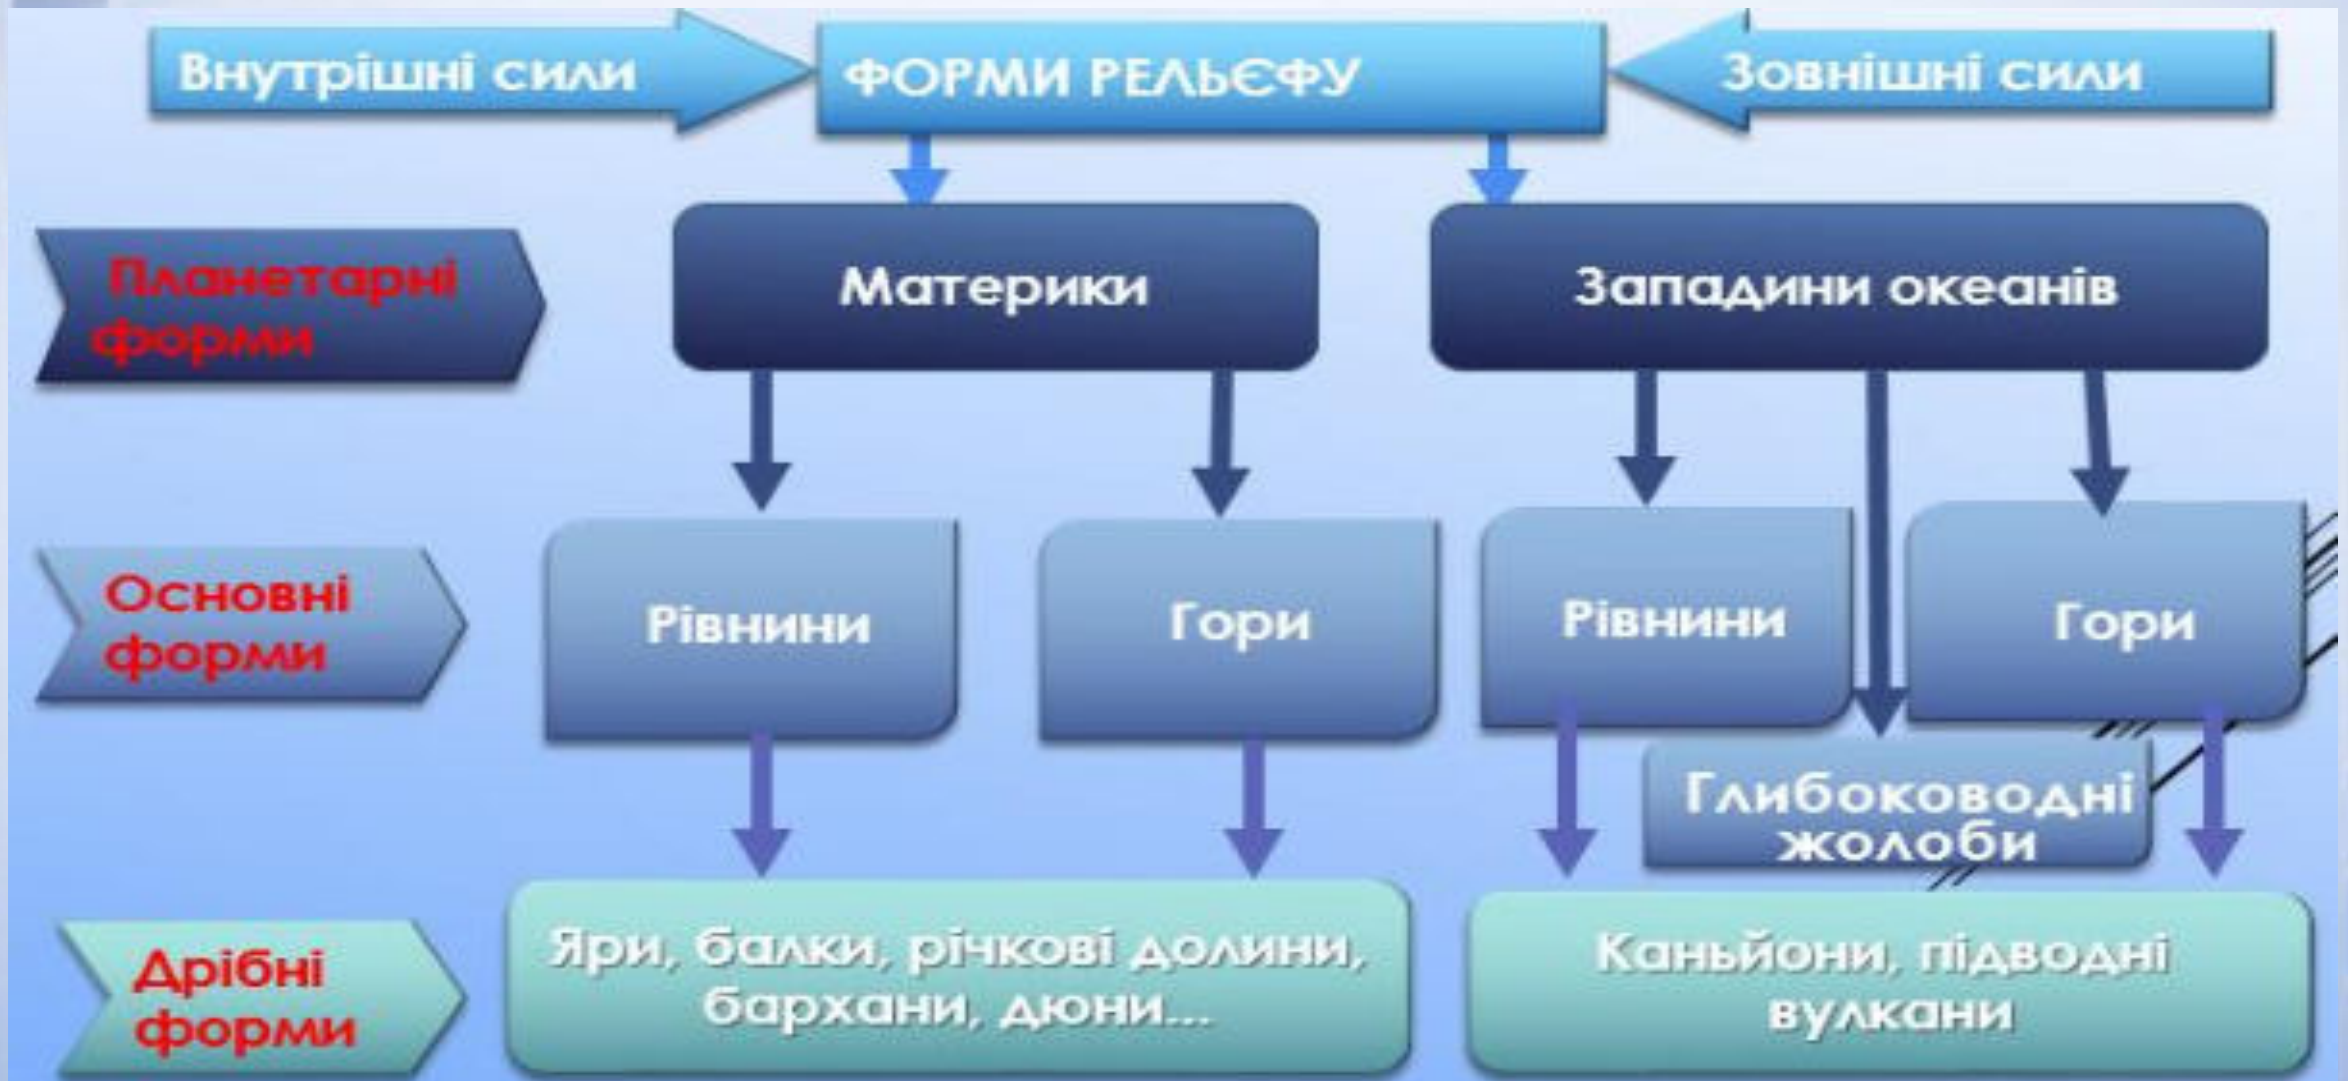 Внутрішні сили
ФОРМИ РЕЛЬЄФУ
Зовнішні сили
Планетарні
форми
Материки
Западини океанів
Основні
форми
Рівнини
Гори
Рівнини
Гори
Глибоководні
жолоби
Дрібні
форми
Яри, балки, річкові долини,
бархани, дюни...
Каньйони, підводні
вулкани